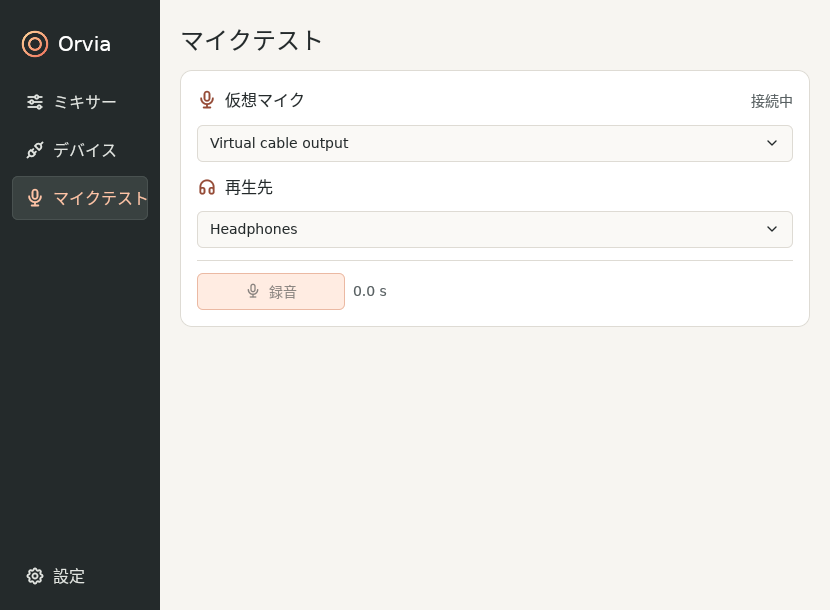 Orvia
ミキサー
デバイス
マイクテスト
設定
マイクテスト
仮想マイク
接続中
Virtual cable output
再生先
Headphones
録音
0.0 s